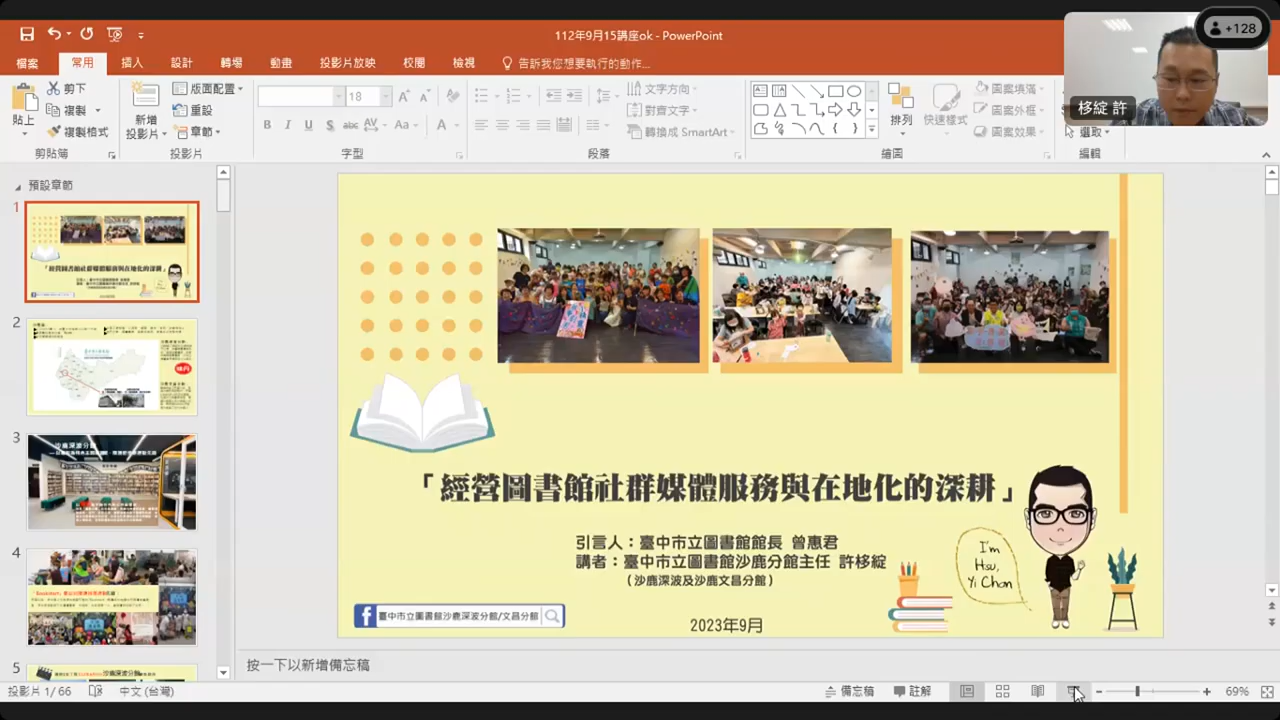 112年9月15講座ok - PowerPoint
+128
檔案 常用 插入 設計 轉場 動畫 投影片放映 校閱 檢視 告訴我您想要執行的動作...
移綻 許
貼上 剪下 複製 複製格式
剪貼簿
新增 投影片 版面配置 重設 章節
投影片
18
B I U S abc AV Aa A
字型
文字方向 對齊文字 轉換成 SmartArt
段落
排列 快速樣式 圖案填滿 圖案外框 圖案效果
繪圖
選取
編輯
預設章節
1
2
3
4
5
「經營圖書館社群媒體服務與在地化的深耕」
引言人：臺中市立圖書館館長 曾惠君
講者：臺中市立圖書館沙鹿分館主任 許移綻
（沙鹿深波及沙鹿文昌分館）
I'm
Hsu,
Yi Chan
臺中市立圖書館沙鹿深波分館/文昌分館
2023年9月
按一下以新增備忘稿
投影片 1/66 中文 (台灣) 備忘稿 註解 69%